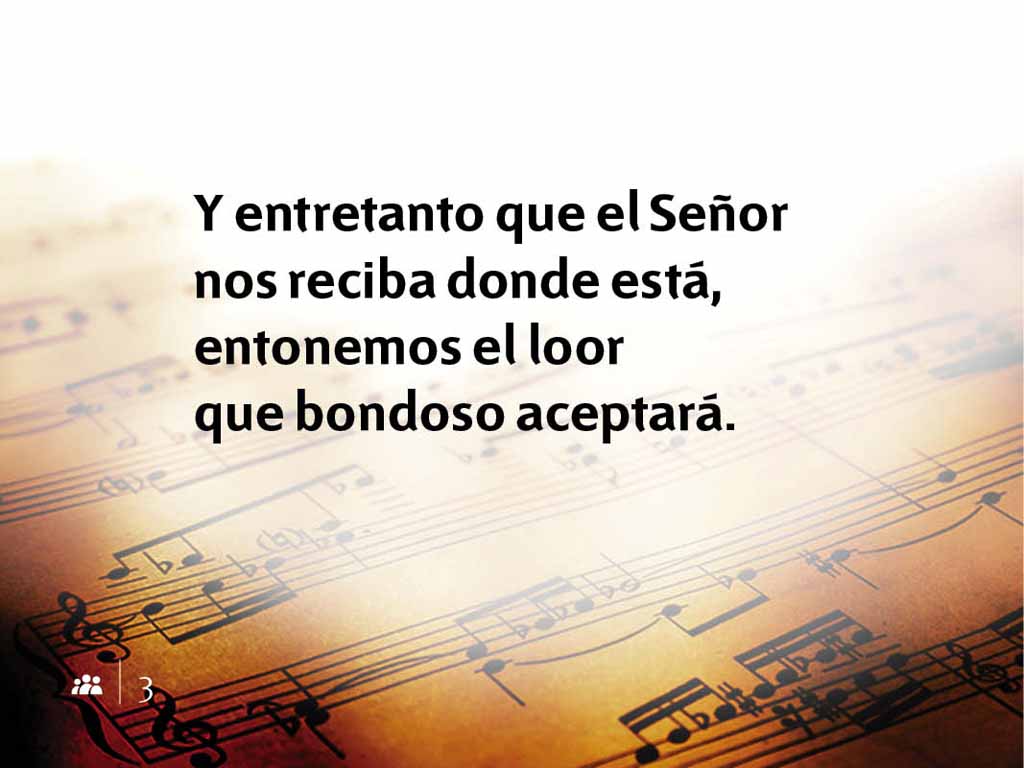 Y entretanto que el Señor
nos reciba donde está,
entonemos el loor
que bondoso aceptará.
3